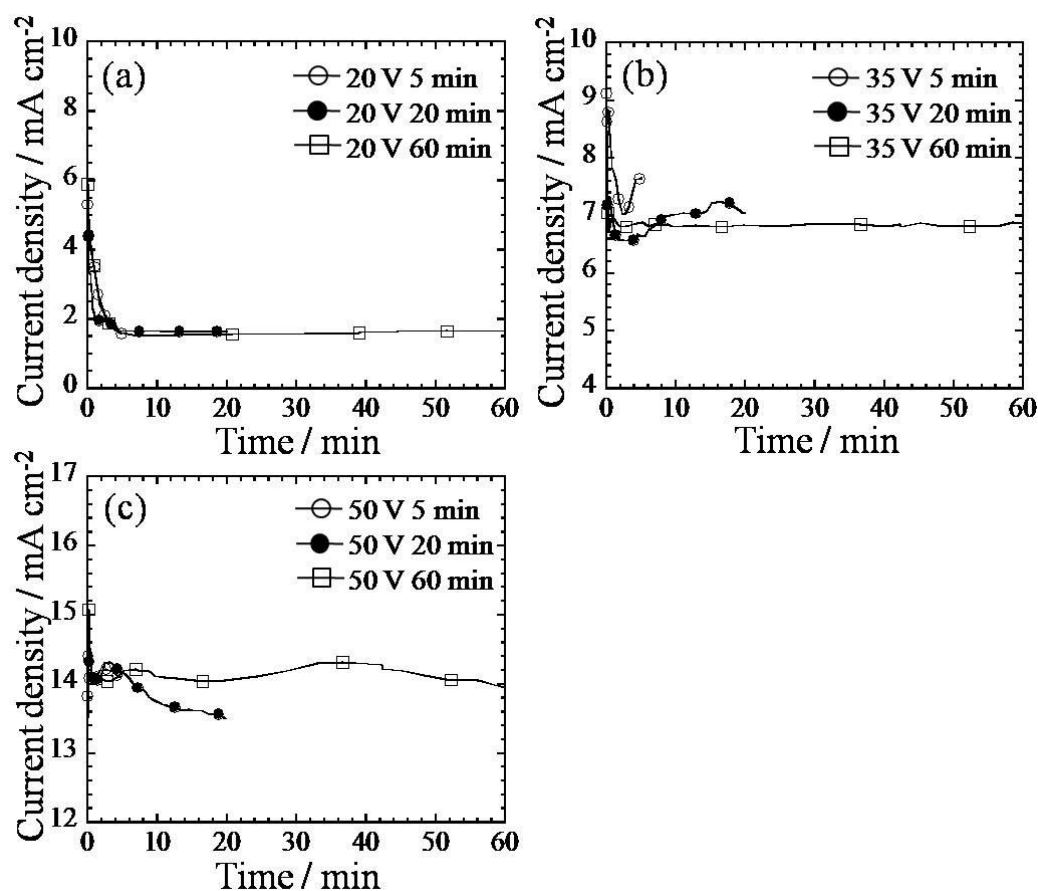 (a)
20 V 5 min
20 V 20 min
20 V 60 min
Current density / mA cm-2
10
8
6
4
2
0
0 10 20 30 40 50 60
Time / min
(b)
35 V 5 min
35 V 20 min
35 V 60 min
Current density / mA cm-2
10
9
8
7
6
5
4
0 10 20 30 40 50 60
Time / min
(c)
50 V 5 min
50 V 20 min
50 V 60 min
Current density / mA cm-2
17
16
15
14
13
12
0 10 20 30 40 50 60
Time / min